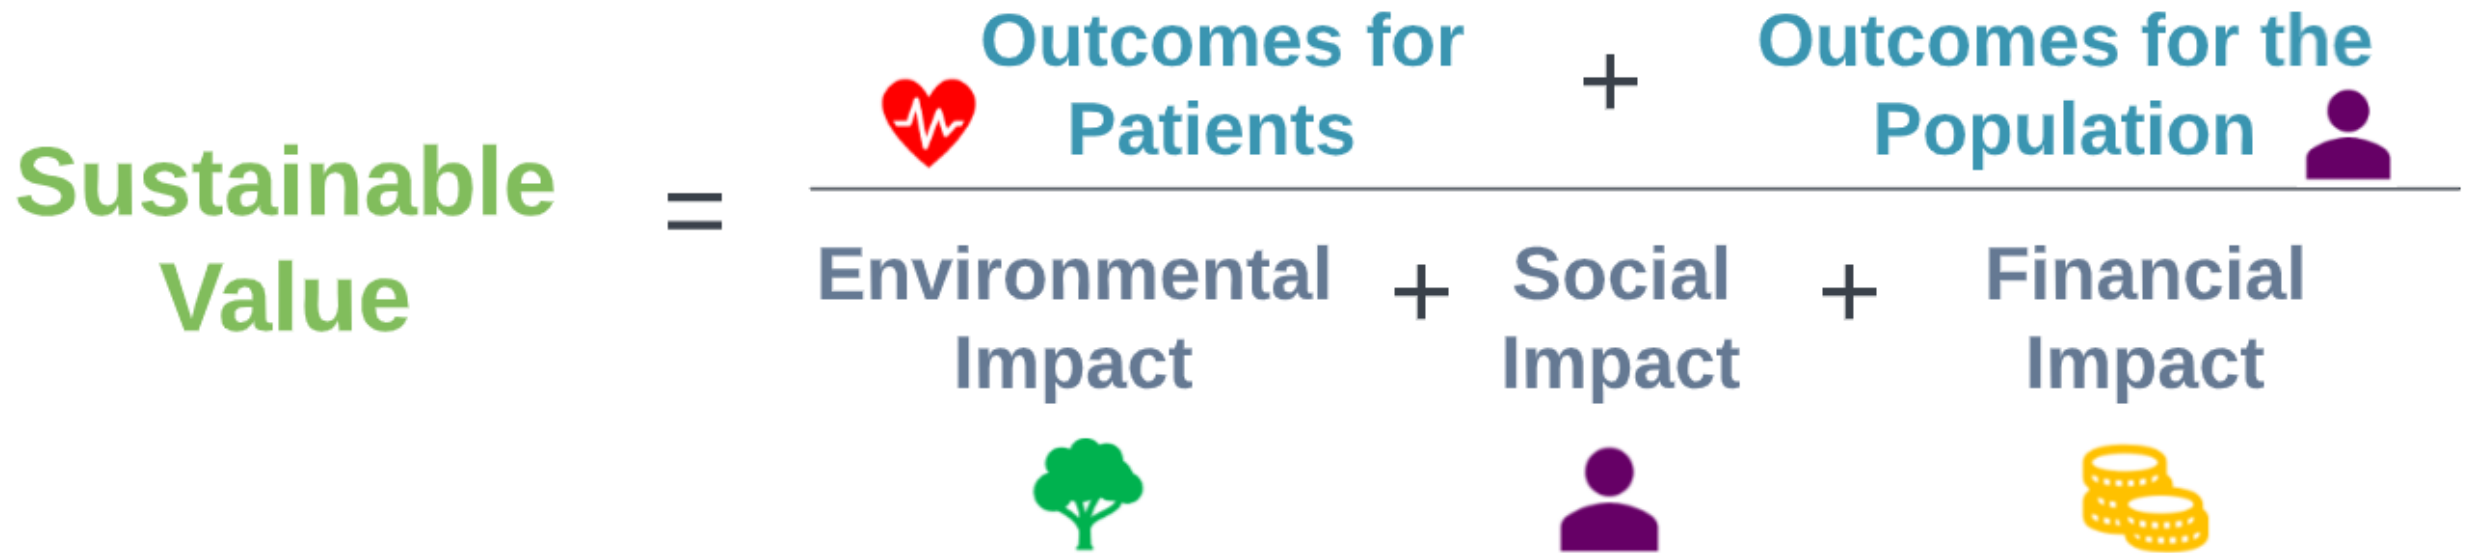 Sustainable
Value
=
Outcomes for
Patients
+
Outcomes for the
Population
Environmental
Impact
+
Social
Impact
+
Financial
Impact